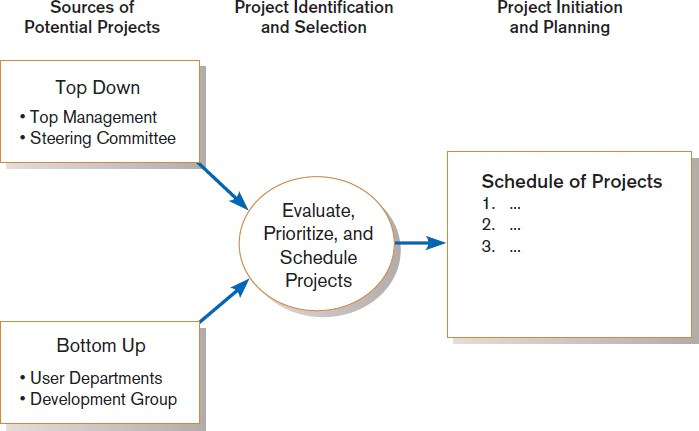 Sources of
Potential Projects
Project Identification
and Selection
Project Initiation
and Planning
Top Down
• Top Management
• Steering Committee
Evaluate,
Prioritize, and
Schedule
Projects
Schedule of Projects
1. ...
2. ...
3. ...
Bottom Up
• User Departments
• Development Group